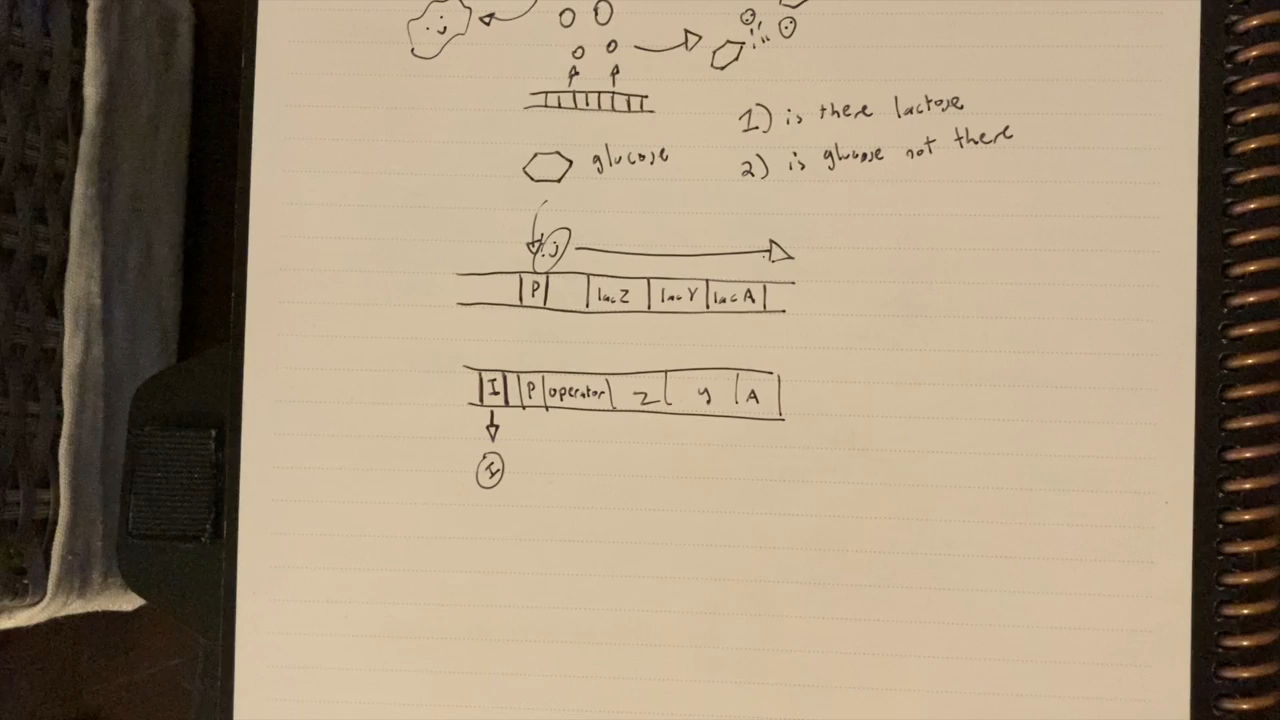 1) is there lactose
2) is glucose not there
glucose
P lacZ lacY lacA
I P operator Z y A
I